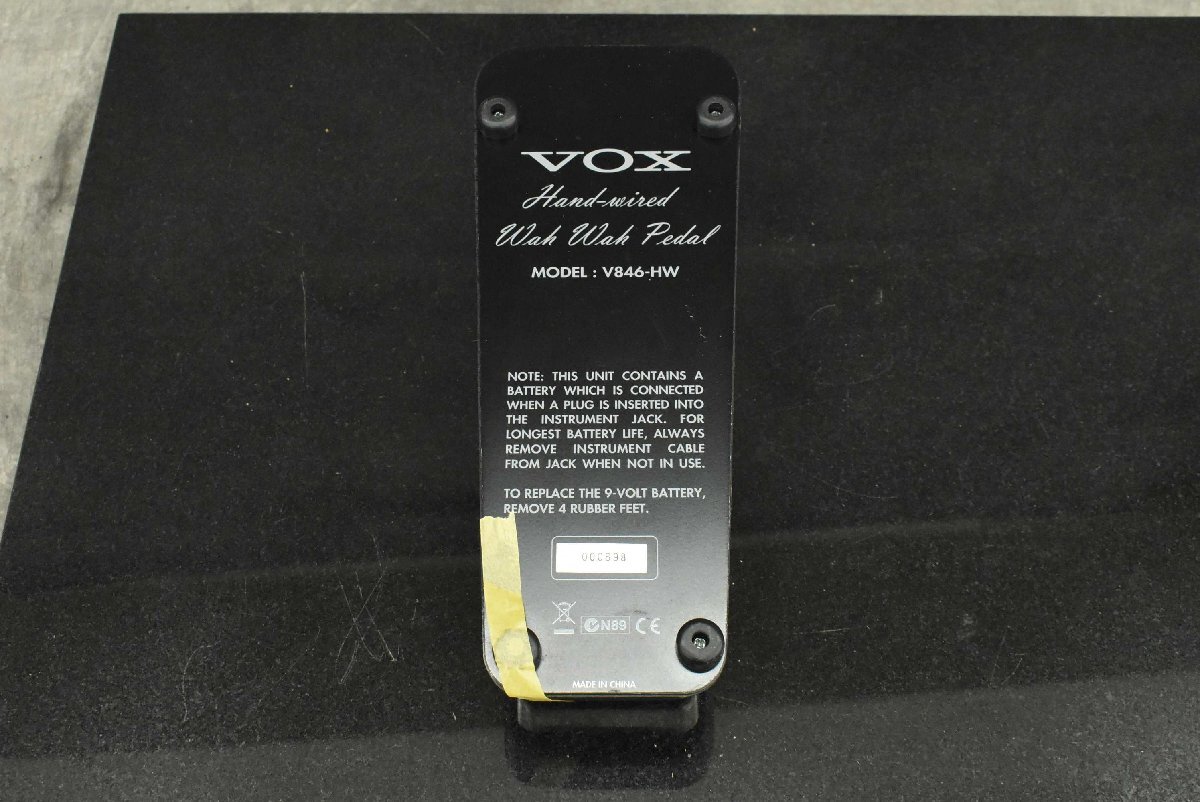 VOX
Hand-wired
Wah Wah Pedal
MODEL : V846-HW
NOTE: THIS UNIT CONTAINS A
BATTERY WHICH IS CONNECTED
WHEN A PLUG IS INSERTED INTO
THE INSTRUMENT JACK. FOR
LONGEST BATTERY LIFE, ALWAYS
REMOVE INSTRUMENT CABLE
FROM JACK WHEN NOT IN USE.
TO REPLACE THE 9-VOLT BATTERY,
REMOVE 4 RUBBER FEET.
N89 CE
MADE IN CHINA